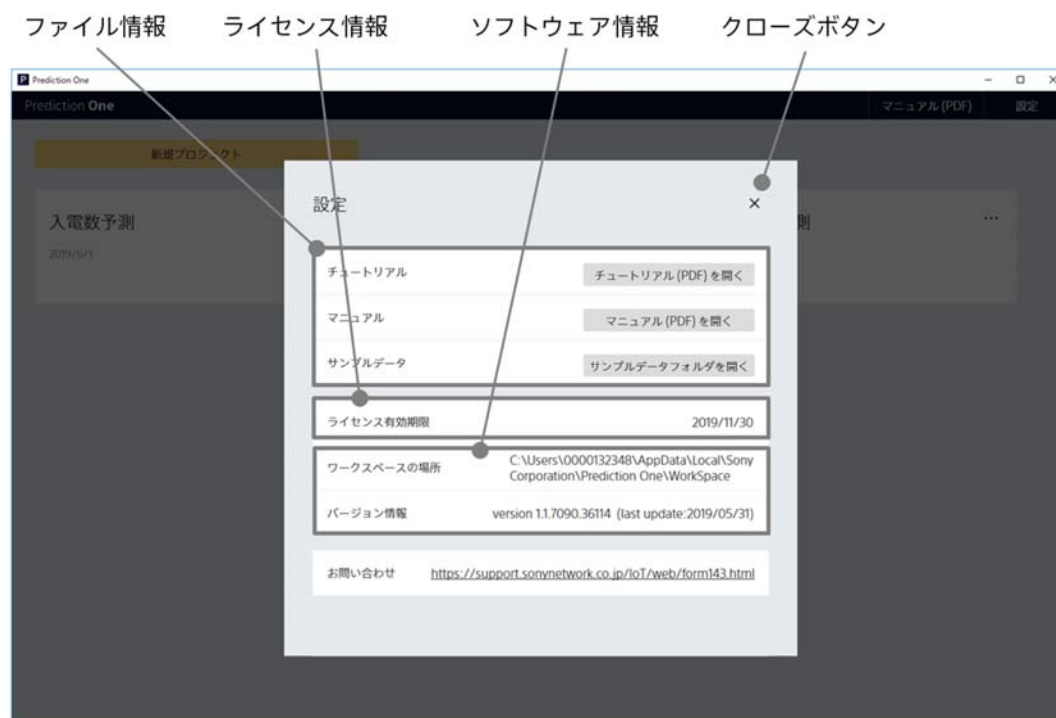 ファイル情報 ライセンス情報 ソフトウェア情報 クローズボタン
Prediction One
Prediction One マニュアル (PDF) 設定
新規プロジェクト
設定 ×
入電数予測 測 …
2019/6/1
チュートリアル チュートリアル (PDF) を開く
マニュアル マニュアル (PDF) を開く
サンプルデータ サンプルデータフォルダを開く
ライセンス有効期限 2019/11/30
ワークスペースの場所 C:\Users\0000132348\AppData\Local\Sony
Corporation\Prediction One\WorkSpace
バージョン情報 version 1.1.7090.36114 (last update:2019/05/31)
お問い合わせ https://support.sonynetwork.co.jp/IoT/web/form143.html